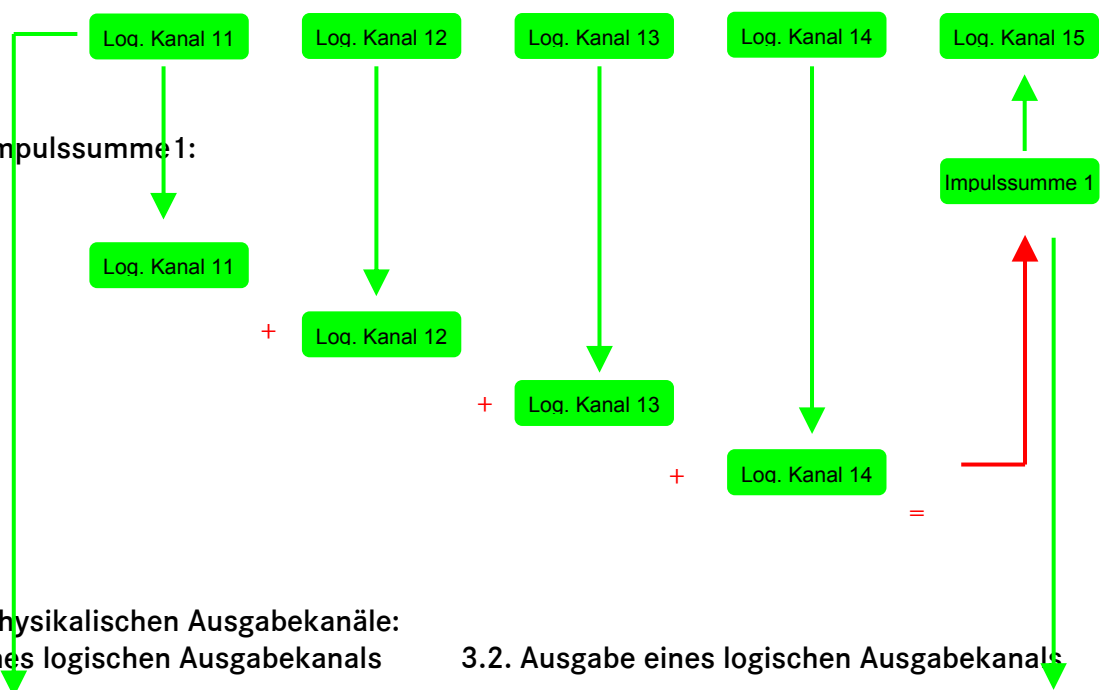 Log. Kanal 11 Log. Kanal 12 Log. Kanal 13 Log. Kanal 14 Log. Kanal 15
mpulssumme1:
Impulssumme 1
Log. Kanal 11
+ Log. Kanal 12
+ Log. Kanal 13
+ Log. Kanal 14
=
hysikalischen Ausgabekanäle:
nes logischen Ausgabekanals 3.2. Ausgabe eines logischen Ausgabekanals